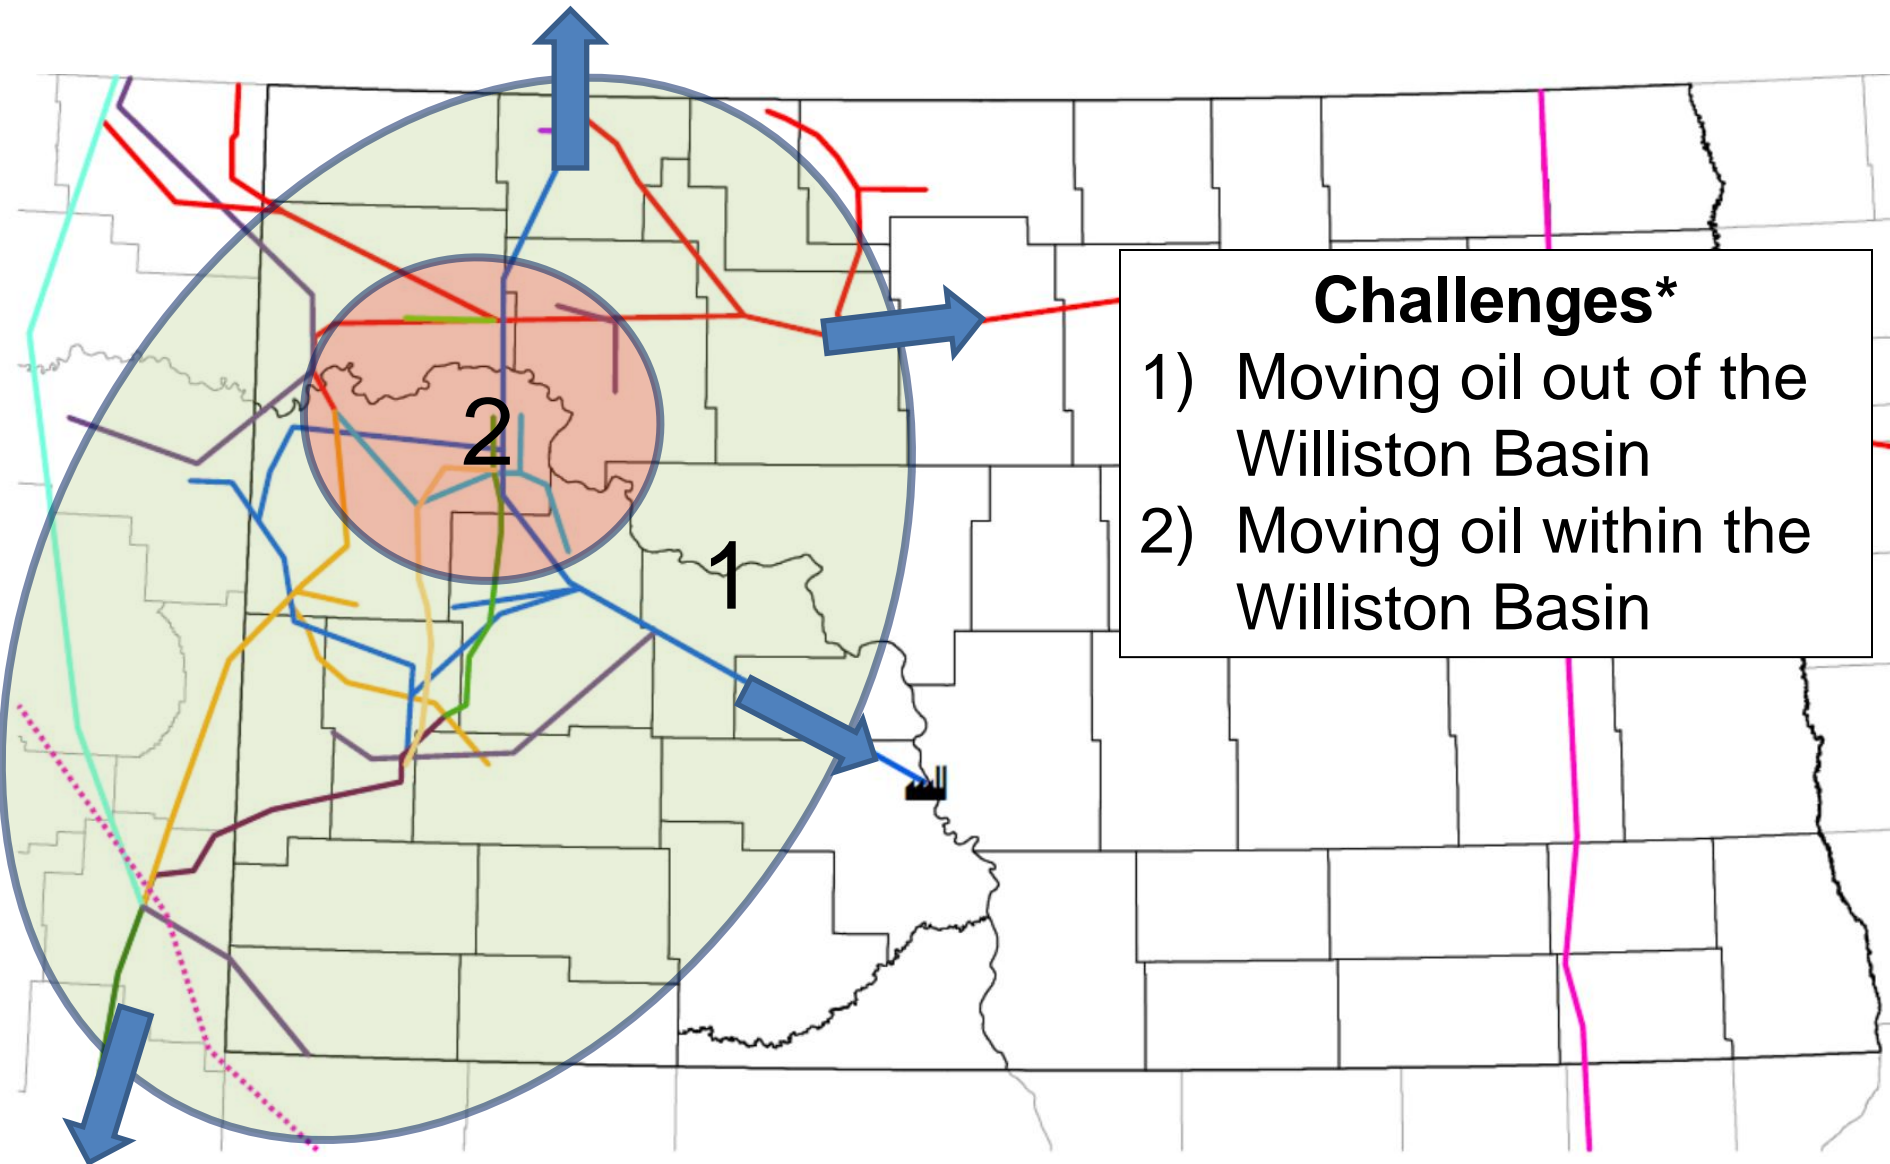 2
1
Challenges*
1) Moving oil out of the
Williston Basin
2) Moving oil within the
Williston Basin